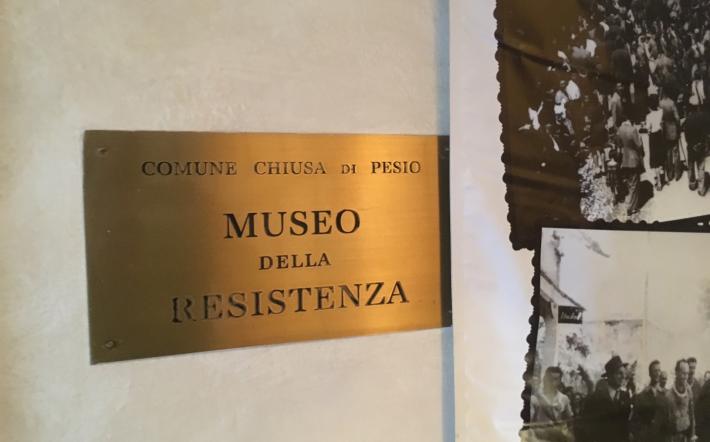 COMUNE CHIUSA DI PESIO
MUSEO
DELLA
RESISTENZA